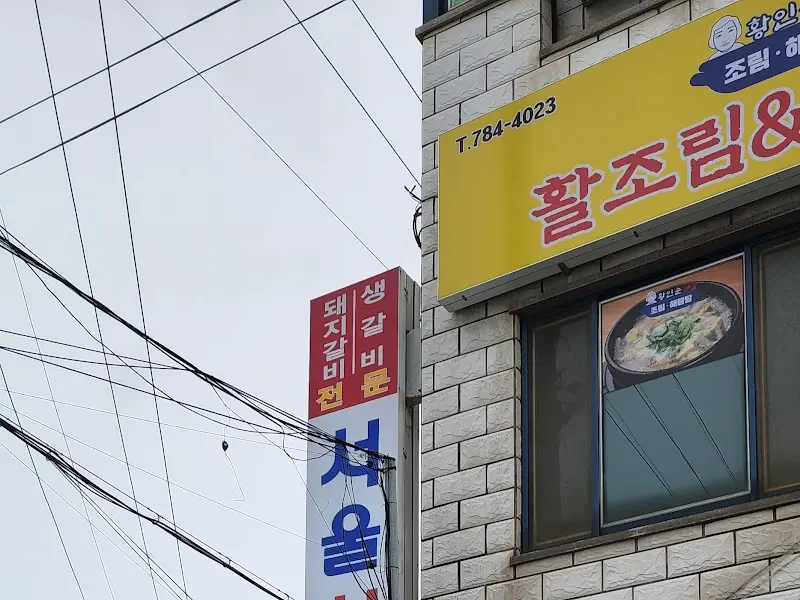 황인
조림·해
T.784-4023
활조림&
황인순
조림·해물탕
돼지갈비
생갈비
전문
서울